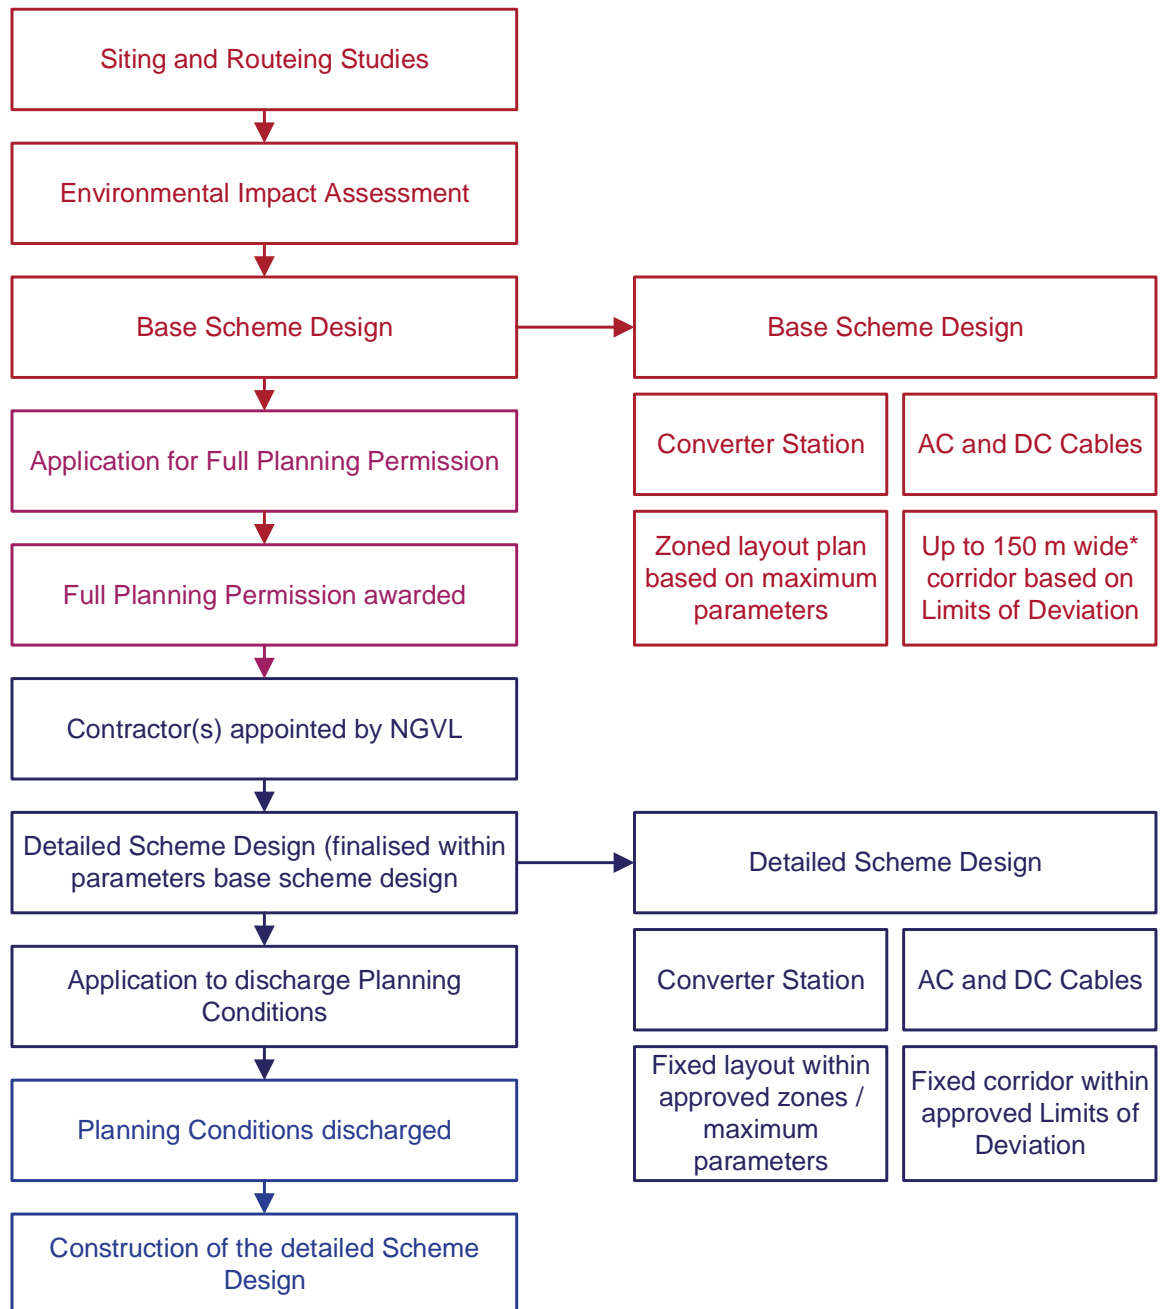 Siting and Routeing Studies
Environmental Impact Assessment
Base Scheme Design
Base Scheme Design
Application for Full Planning Permission
Converter Station
AC and DC Cables
Full Planning Permission awarded
Zoned layout plan
based on maximum
parameters
Up to 150 m wide*
corridor based on
Limits of Deviation
Contractor(s) appointed by NGVL
Detailed Scheme Design (finalised within
parameters base scheme design
Detailed Scheme Design
Application to discharge Planning
Conditions
Converter Station
AC and DC Cables
Planning Conditions discharged
Fixed layout within
approved zones /
maximum
parameters
Fixed corridor within
approved Limits of
Deviation
Construction of the detailed Scheme
Design